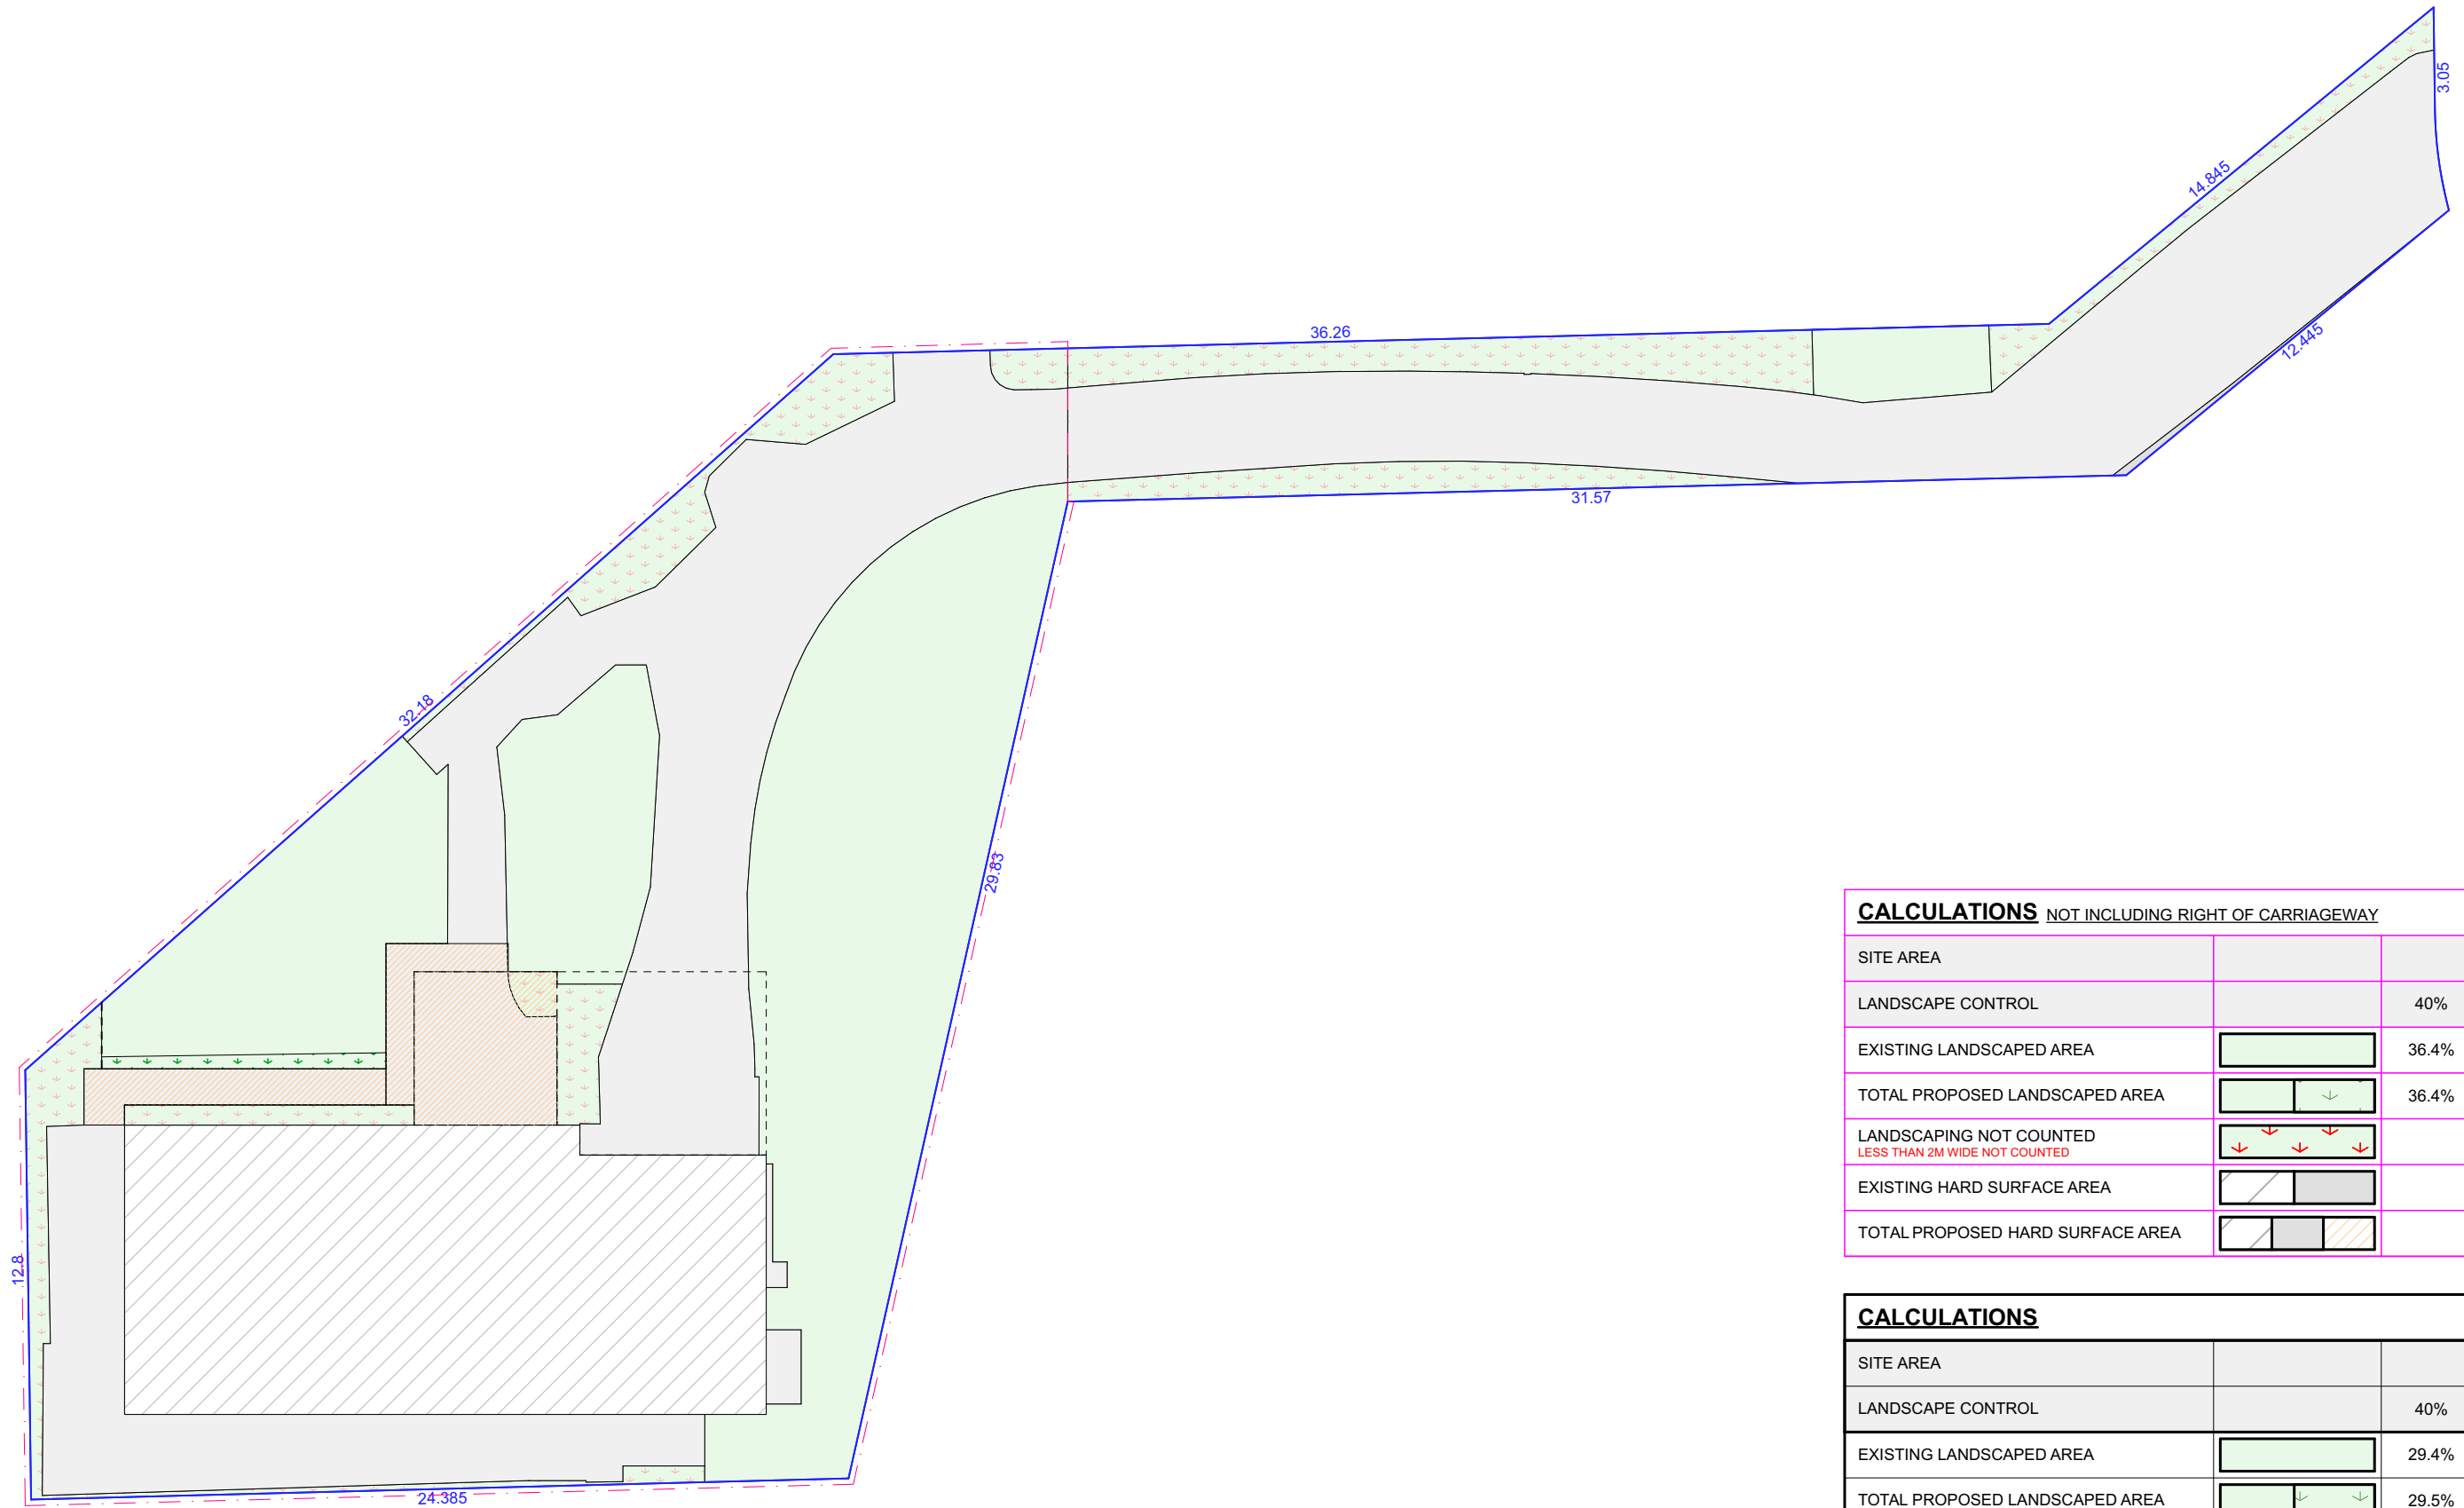 3.05
14.845
36.26
12.445
31.57
32.18
29.83
12.8
24.385
CALCULATIONS NOT INCLUDING RIGHT OF CARRIAGEWAY
SITE AREA
LANDSCAPE CONTROL 40%
EXISTING LANDSCAPED AREA 36.4%
TOTAL PROPOSED LANDSCAPED AREA 36.4%
LANDSCAPING NOT COUNTED
LESS THAN 2M WIDE NOT COUNTED
EXISTING HARD SURFACE AREA
TOTAL PROPOSED HARD SURFACE AREA
CALCULATIONS
SITE AREA
LANDSCAPE CONTROL 40%
EXISTING LANDSCAPED AREA 29.4%
TOTAL PROPOSED LANDSCAPED AREA 29.5%